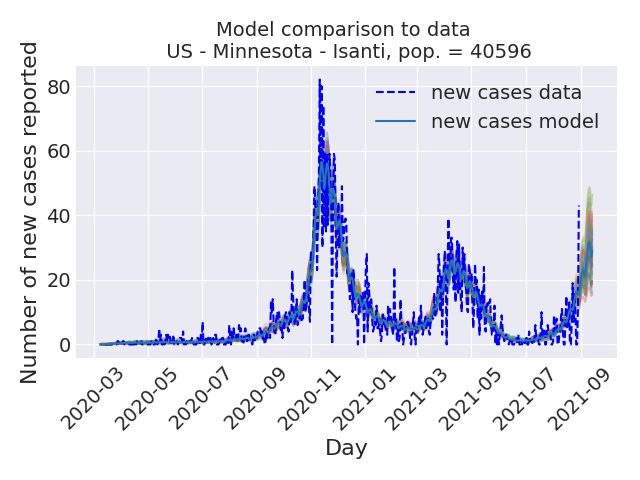 Model comparison to data
US - Minnesota - Isanti, pop. = 40596
Number of new cases reported
80
60
40
20
0
new cases data
new cases model
2020-03
2020-05
2020-07
2020-09
2020-11
2021-01
2021-03
2021-05
2021-07
2021-09
Day